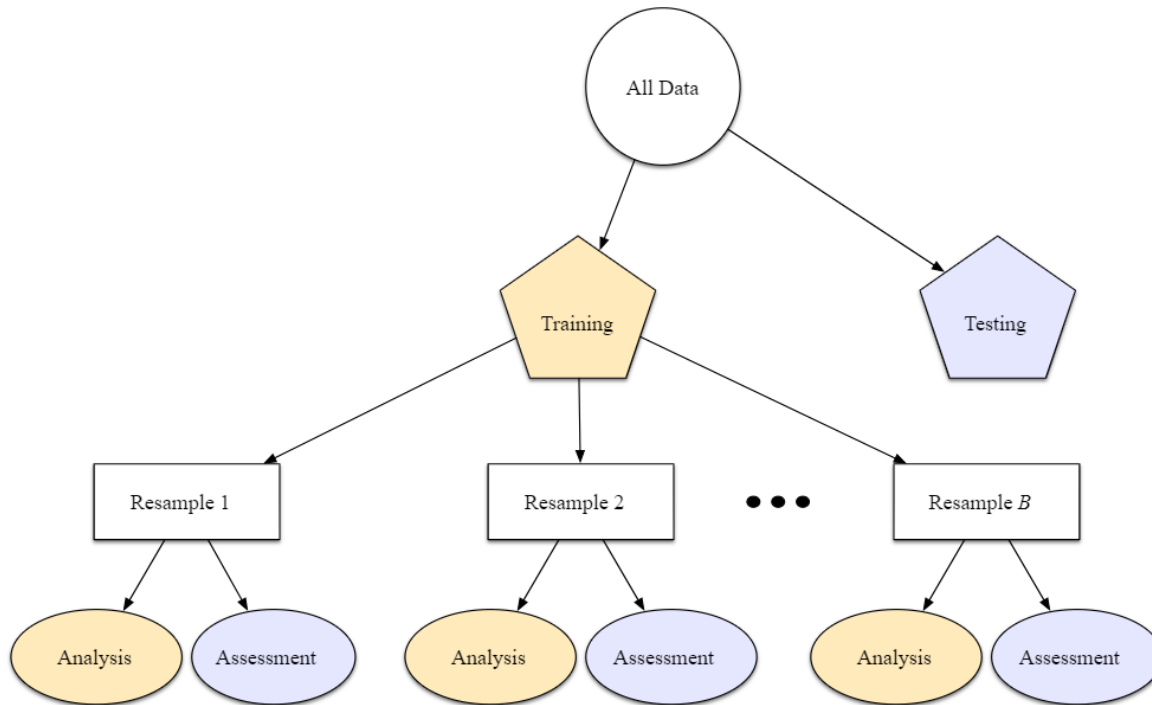 All Data
Training
Testing
Resample 1
Resample 2
Resample B
Analysis
Assessment
Analysis
Assessment
Analysis
Assessment